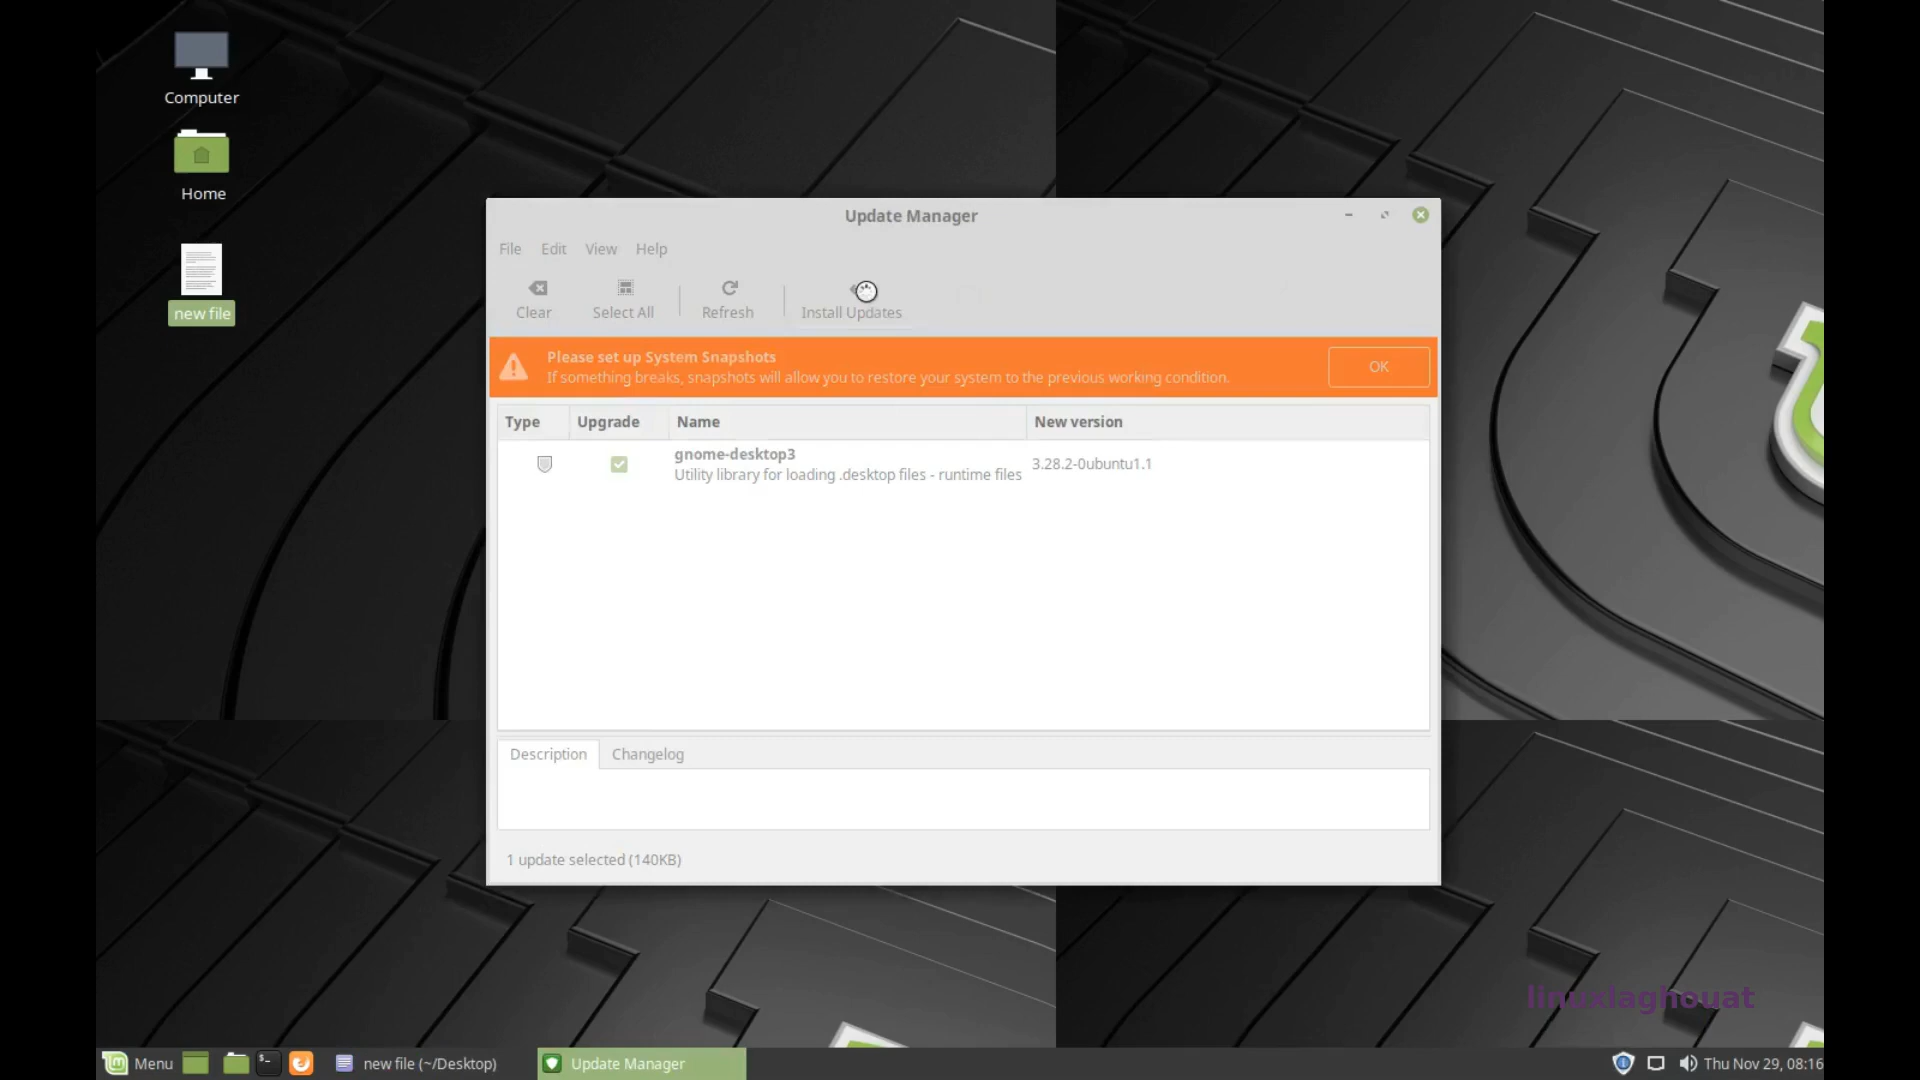 Computer
Home
new file
Update Manager
File Edit View Help
Clear Select All Refresh Install Updates
Please set up System Snapshots
If something breaks, snapshots will allow you to restore your system to the previous working condition.
OK
Type Upgrade Name New version
gnome-desktop3
Utility library for loading .desktop files - runtime files
3.28.2-0ubuntu1.1
Description Changelog
1 update selected (140KB)
linuxlaghouat
Menu new file (~/Desktop) Update Manager Thu Nov 29, 08:16